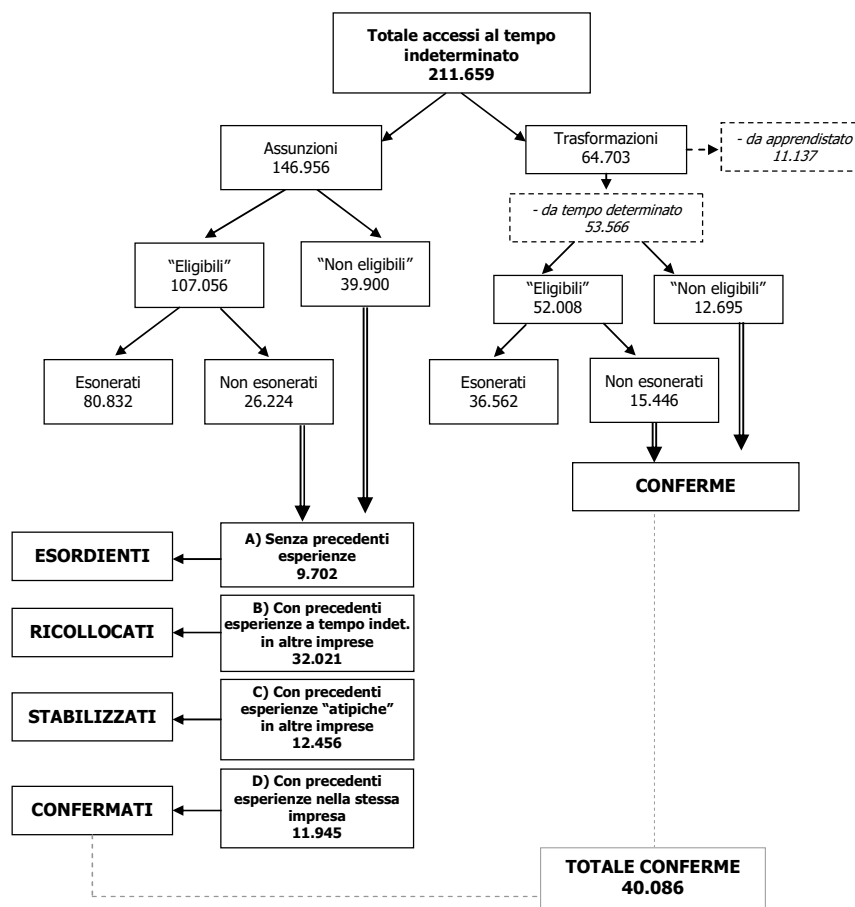 Totale accessi al tempo
indeterminato
211.659
Assunzioni
146.956
Trasformazioni
64.703
- da apprendistato
11.137
- da tempo determinato
53.566
“Eligibili”
107.056
“Non eligibili”
39.900
“Eligibili”
52.008
“Non eligibili”
12.695
Esonerati
80.832
Non esonerati
26.224
Esonerati
36.562
Non esonerati
15.446
CONFERME
ESORDIENTI
A) Senza precedenti
esperienze
9.702
RICOLLOCATI
B) Con precedenti
esperienze a tempo indet.
in altre imprese
32.021
STABILIZZATI
C) Con precedenti
esperienze “atipiche”
in altre imprese
12.456
CONFERMATI
D) Con precedenti
esperienze nella stessa
impresa
11.945
TOTALE CONFERME
40.086